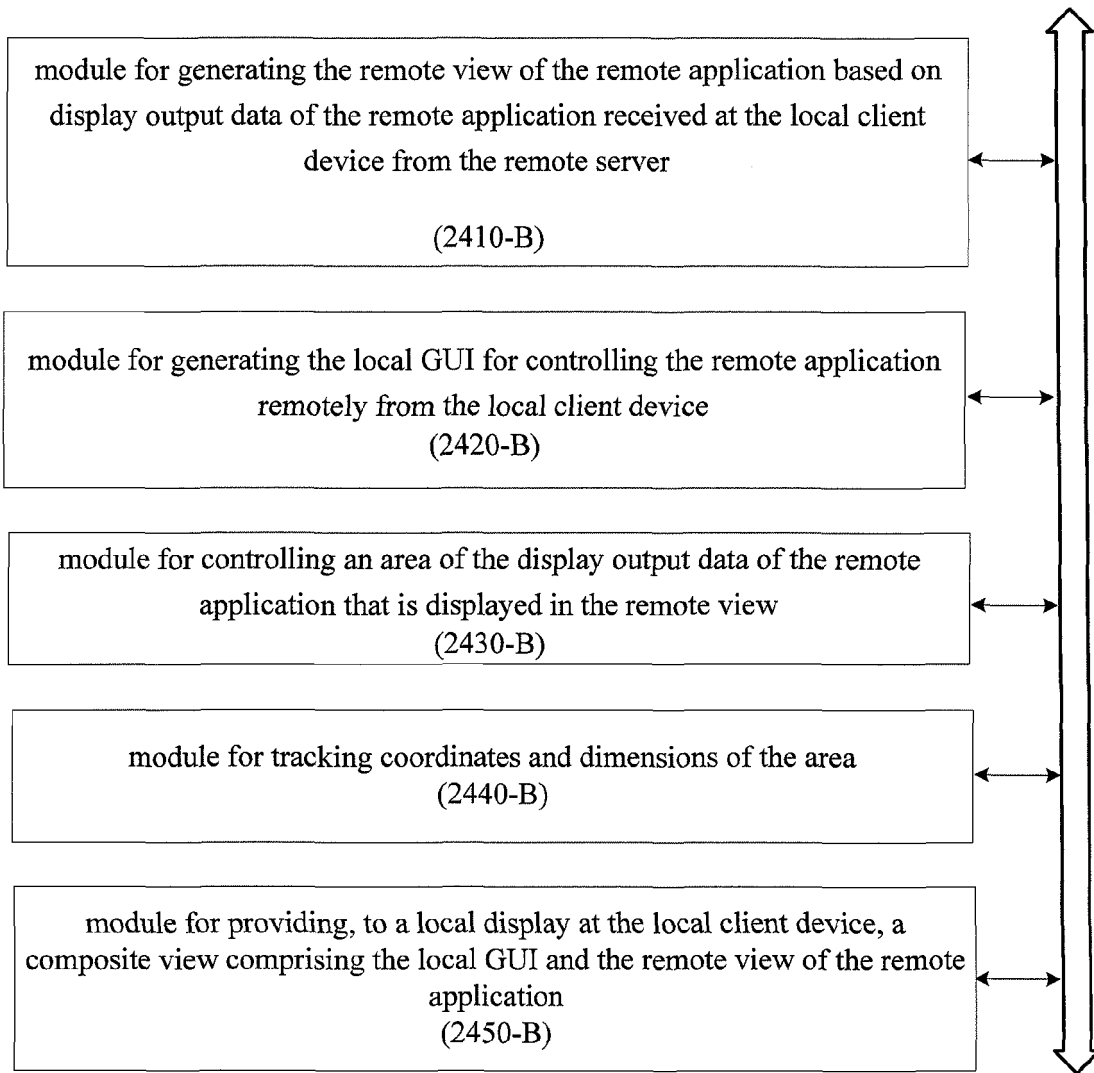 module for generating the remote view of the remote application based on
display output data of the remote application received at the local client
device from the remote server
(2410-B)
module for generating the local GUI for controlling the remote application
remotely from the local client device
(2420-B)
module for controlling an area of the display output data of the remote
application that is displayed in the remote view
(2430-B)
module for tracking coordinates and dimensions of the area
(2440-B)
module for providing, to a local display at the local client device, a
composite view comprising the local GUI and the remote view of the remote
application
(2450-B)